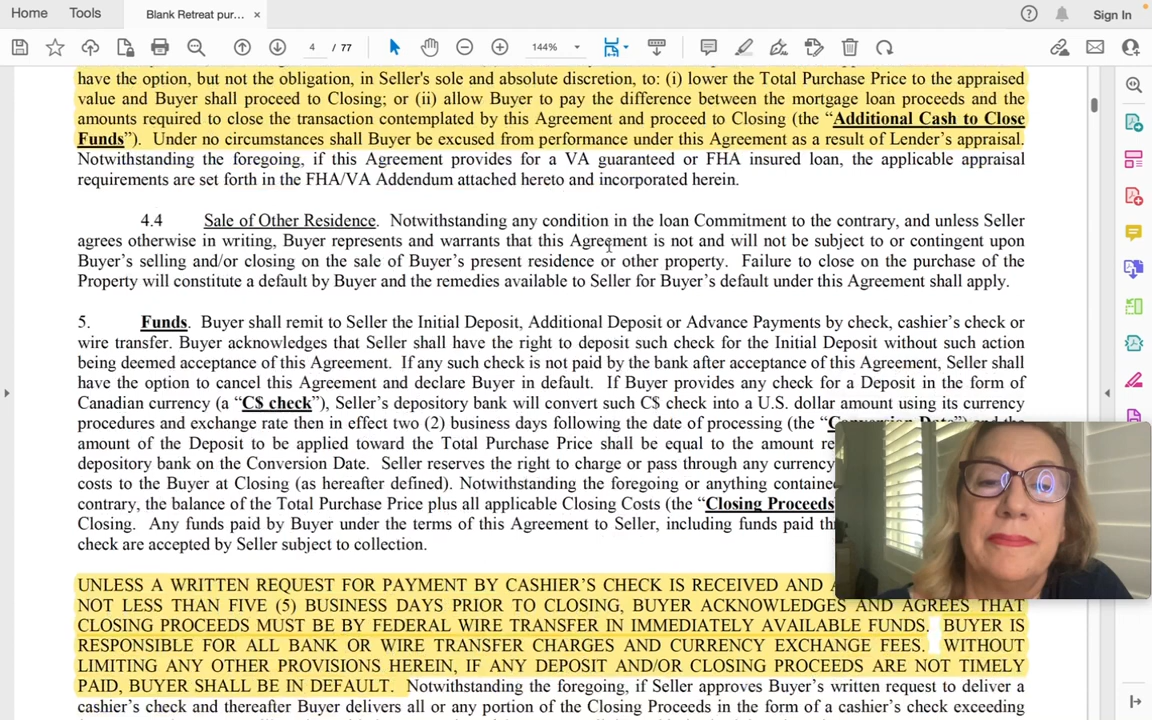 Home
Tools
Blank Retreat pur...
×
Sign In
4 / 77
144%
have the option, but not the obligation, in Seller's sole and absolute discretion, to: (i) lower the Total Purchase Price to the appraised
value and Buyer shall proceed to Closing; or (ii) allow Buyer to pay the difference between the mortgage loan proceeds and the
amounts required to close the transaction contemplated by this Agreement and proceed to Closing (the “Additional Cash to Close
Funds”). Under no circumstances shall Buyer be excused from performance under this Agreement as a result of Lender’s appraisal.
Notwithstanding the foregoing, if this Agreement provides for a VA guaranteed or FHA insured loan, the applicable appraisal
requirements are set forth in the FHA/VA Addendum attached hereto and incorporated herein.
4.4 Sale of Other Residence. Notwithstanding any condition in the loan Commitment to the contrary, and unless Seller
agrees otherwise in writing, Buyer represents and warrants that this Agreement is not and will not be subject to or contingent upon
Buyer’s selling and/or closing on the sale of Buyer’s present residence or other property. Failure to close on the purchase of the
Property will constitute a default by Buyer and the remedies available to Seller for Buyer’s default under this Agreement shall apply.
5. Funds. Buyer shall remit to Seller the Initial Deposit, Additional Deposit or Advance Payments by check, cashier’s check or
wire transfer. Buyer acknowledges that Seller shall have the right to deposit such check for the Initial Deposit without such action
being deemed acceptance of this Agreement. If any such check is not paid by the bank after acceptance of this Agreement, Seller shall
have the option to cancel this Agreement and declare Buyer in default. If Buyer provides any check for a Deposit in the form of
Canadian currency (a “C$ check”), Seller’s depository bank will convert such C$ check into a U.S. dollar amount using its currency
procedures and exchange rate then in effect two (2) business days following the date of processing (the “Conversion Date”) and the
amount of the Deposit to be applied toward the Total Purchase Price shall be equal to the amount re
depository bank on the Conversion Date. Seller reserves the right to charge or pass through any currency
costs to the Buyer at Closing (as hereafter defined). Notwithstanding the foregoing or anything containe
contrary, the balance of the Total Purchase Price plus all applicable Closing Costs (the “Closing Proceeds
Closing. Any funds paid by Buyer under the terms of this Agreement to Seller, including funds paid th
check are accepted by Seller subject to collection.
UNLESS A WRITTEN REQUEST FOR PAYMENT BY CASHIER’S CHECK IS RECEIVED AND A
NOT LESS THAN FIVE (5) BUSINESS DAYS PRIOR TO CLOSING, BUYER ACKNOWLEDGES AND AGREES THAT
CLOSING PROCEEDS MUST BE BY FEDERAL WIRE TRANSFER IN IMMEDIATELY AVAILABLE FUNDS. BUYER IS
RESPONSIBLE FOR ALL BANK OR WIRE TRANSFER CHARGES AND CURRENCY EXCHANGE FEES. WITHOUT
LIMITING ANY OTHER PROVISIONS HEREIN, IF ANY DEPOSIT AND/OR CLOSING PROCEEDS ARE NOT TIMELY
PAID, BUYER SHALL BE IN DEFAULT. Notwithstanding the foregoing, if Seller approves Buyer’s written request to deliver a
cashier’s check and thereafter Buyer delivers all or any portion of the Closing Proceeds in the form of a cashier’s check exceeding